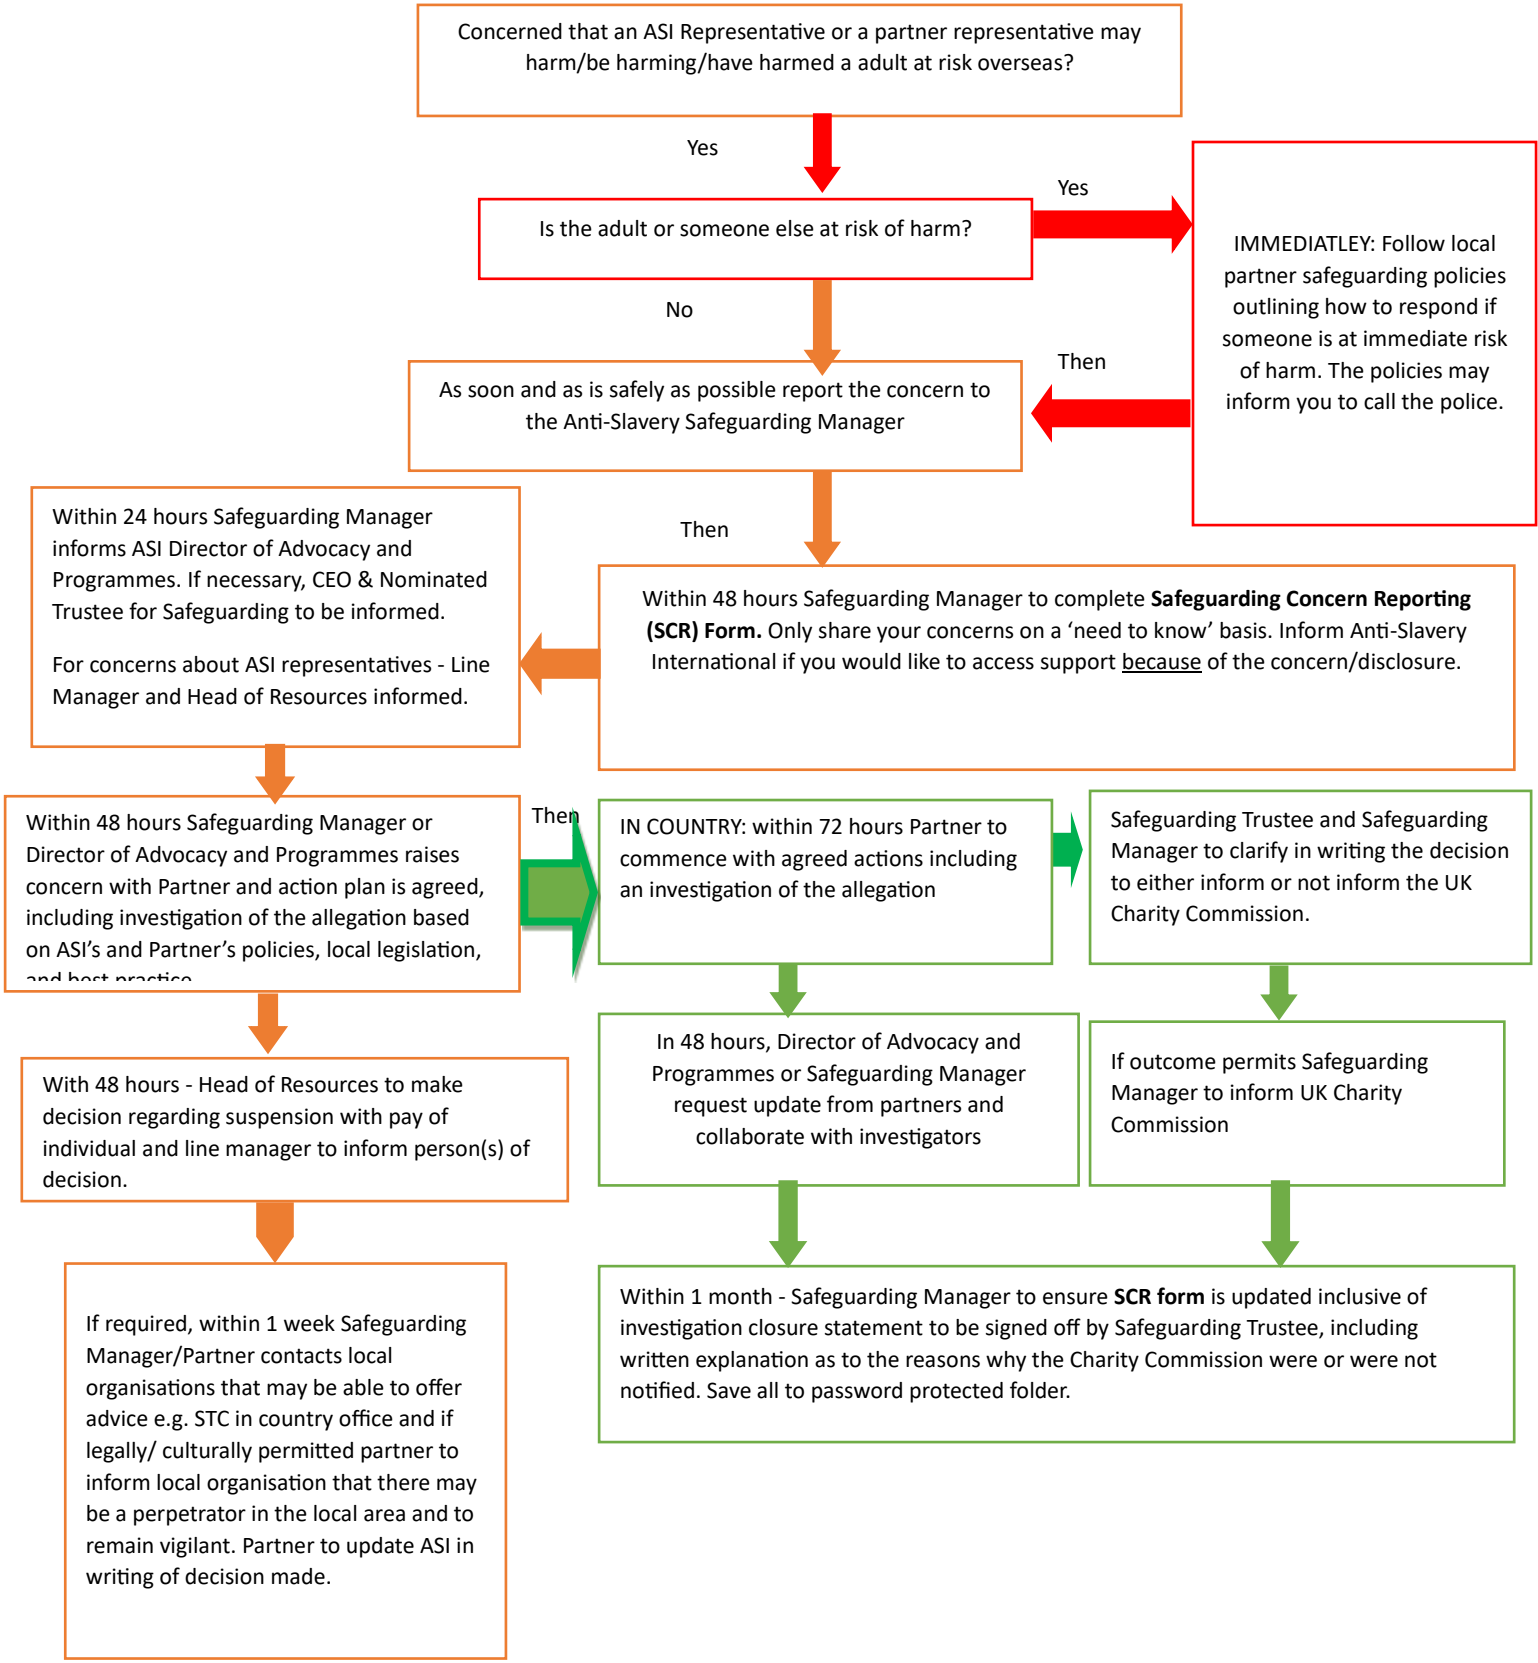 Concerned that an ASI Representative or a partner representative may
harm/be harming/have harmed a adult at risk overseas?
Yes
Is the adult or someone else at risk of harm?
Yes
IMMEDIATLEY: Follow local
partner safeguarding policies
outlining how to respond if
someone is at immediate risk
of harm. The policies may
inform you to call the police.
No
Then
As soon and as is safely as possible report the concern to
the Anti-Slavery Safeguarding Manager
Then
Within 48 hours Safeguarding Manager to complete Safeguarding Concern Reporting
(SCR) Form. Only share your concerns on a ‘need to know’ basis. Inform Anti-Slavery
International if you would like to access support because of the concern/disclosure.
Within 24 hours Safeguarding Manager
informs ASI Director of Advocacy and
Programmes. If necessary, CEO & Nominated
Trustee for Safeguarding to be informed.
For concerns about ASI representatives - Line
Manager and Head of Resources informed.
Within 48 hours Safeguarding Manager or
Director of Advocacy and Programmes raises
concern with Partner and action plan is agreed,
including investigation of the allegation based
on ASI’s and Partner’s policies, local legislation,
and best practice
Then
IN COUNTRY: within 72 hours Partner to
commence with agreed actions including
an investigation of the allegation
Safeguarding Trustee and Safeguarding
Manager to clarify in writing the decision
to either inform or not inform the UK
Charity Commission.
With 48 hours - Head of Resources to make
decision regarding suspension with pay of
individual and line manager to inform person(s) of
decision.
In 48 hours, Director of Advocacy and
Programmes or Safeguarding Manager
request update from partners and
collaborate with investigators
If outcome permits Safeguarding
Manager to inform UK Charity
Commission
If required, within 1 week Safeguarding
Manager/Partner contacts local
organisations that may be able to offer
advice e.g. STC in country office and if
legally/ culturally permitted partner to
inform local organisation that there may
be a perpetrator in the local area and to
remain vigilant. Partner to update ASI in
writing of decision made.
Within 1 month - Safeguarding Manager to ensure SCR form is updated inclusive of
investigation closure statement to be signed off by Safeguarding Trustee, including
written explanation as to the reasons why the Charity Commission were or were not
notified. Save all to password protected folder.